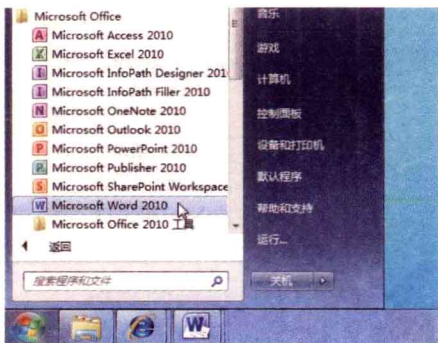 Microsoft Office
Microsoft Access 2010
Microsoft Excel 2010
Microsoft InfoPath Designer 201
Microsoft InfoPath Filler 2010
Microsoft OneNote 2010
Microsoft Outlook 2010
Microsoft PowerPoint 2010
Microsoft Publisher 2010
Microsoft SharePoint Workspace
Microsoft Word 2010
Microsoft Office 2010 工具
返回
搜索程序和文件
音乐
游戏
计算机
控制面板
设备和打印机
默认程序
帮助和支持
运行...
关机